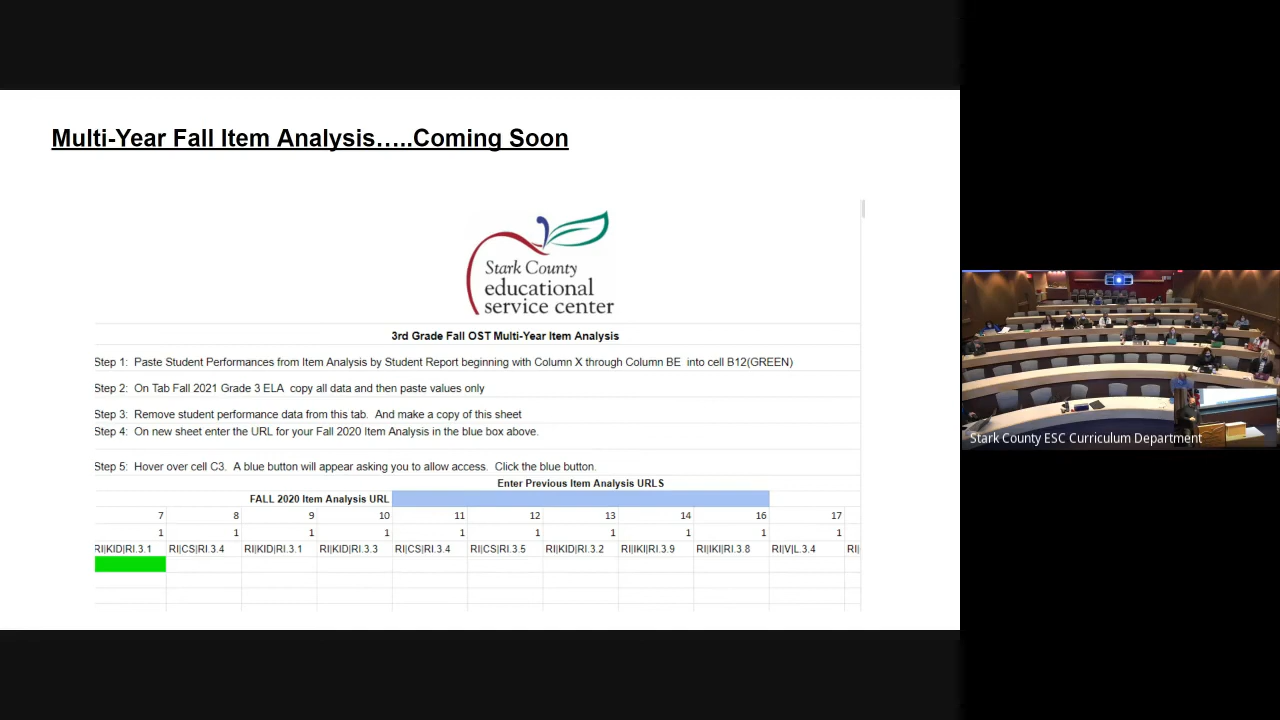 Multi-Year Fall Item Analysis…..Coming Soon
Stark County
educational
service center
3rd Grade Fall OST Multi-Year Item Analysis
Step 1: Paste Student Performances from Item Analysis by Student Report beginning with Column X through Column BE into cell B12(GREEN)
Step 2: On Tab Fall 2021 Grade 3 ELA copy all data and then paste values only
Step 3: Remove student performance data from this tab. And make a copy of this sheet
Step 4: On new sheet enter the URL for your Fall 2020 Item Analysis in the blue box above.
Step 5: Hover over cell C3. A blue button will appear asking you to allow access. Click the blue button.
Enter Previous Item Analysis URLS
FALL 2020 Item Analysis URL
7 8 9 10 11 12 13 14 16 17
1 1 1 1 1 1 1 1 1 1
RI|KID|RI.3.1 RI|CS|RI.3.4 RI|KID|RI.3.1 RI|KID|RI.3.3 RI|CS|RI.3.4 RI|CS|RI.3.5 RI|KID|RI.3.2 RI|IKI|RI.3.9 RI|IKI|RI.3.8 RI|V|L.3.4 RI|
Stark County ESC Curriculum Department